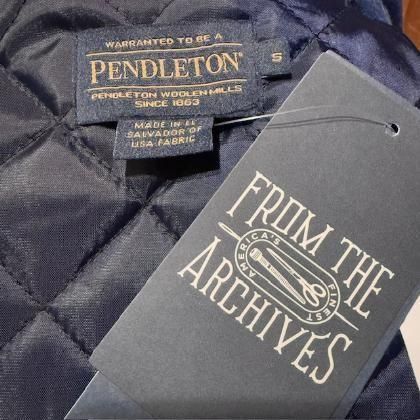 WARRANTED TO BE A
PENDLETON®
PENDLETON WOOLEN MILLS
SINCE 1863
S
MADE IN EL
SALVADOR OF
USA FABRIC
FROM THE
AMERICA'S
FINEST
ARCHIVES